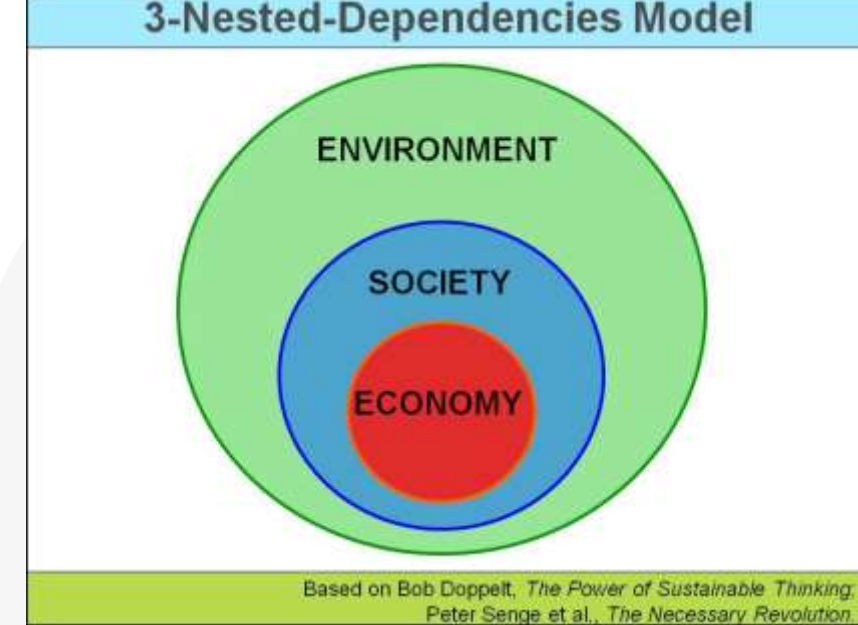 3-Nested-Dependencies Model
ENVIRONMENT
SOCIETY
ECONOMY
Based on Bob Doppelt, The Power of Sustainable Thinking;
Peter Senge et al., The Necessary Revolution.